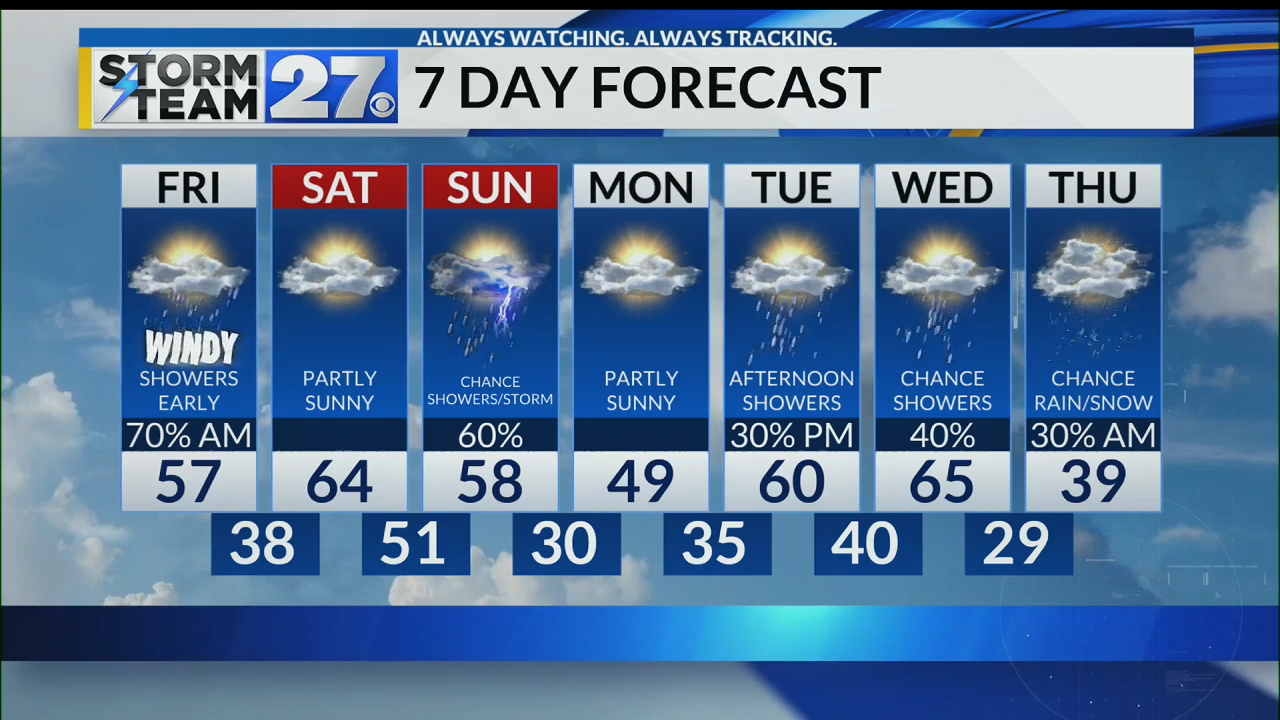 ALWAYS WATCHING. ALWAYS TRACKING.
STORM
TEAM
27
7 DAY FORECAST
FRI SAT SUN MON TUE WED THU
WINDY
SHOWERS
EARLY
PARTLY
SUNNY
CHANCE
SHOWERS/STORM
PARTLY
SUNNY
AFTERNOON
SHOWERS
CHANCE
SHOWERS
CHANCE
RAIN/SNOW
70% AM 60% 30% PM 40% 30% AM
57 64 58 49 60 65 39
38 51 30 35 40 29